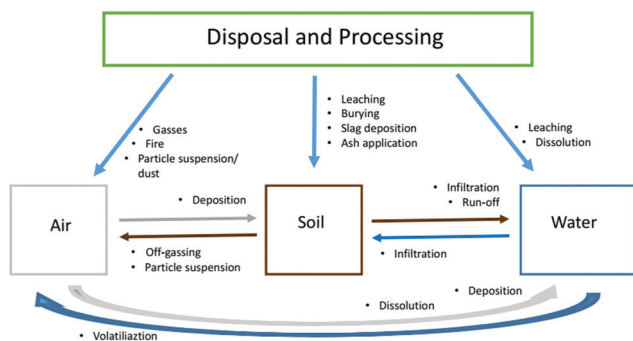 Disposal and Processing
• Gasses
• Fire
• Particle suspension/
dust
• Leaching
• Burying
• Slag deposition
• Ash application
• Leaching
• Dissolution
Air
• Deposition
• Off-gassing
• Particle suspension
Soil
• Infiltration
• Run-off
• Infiltration
Water
• Deposition
• Dissolution
• Volatiliaztion